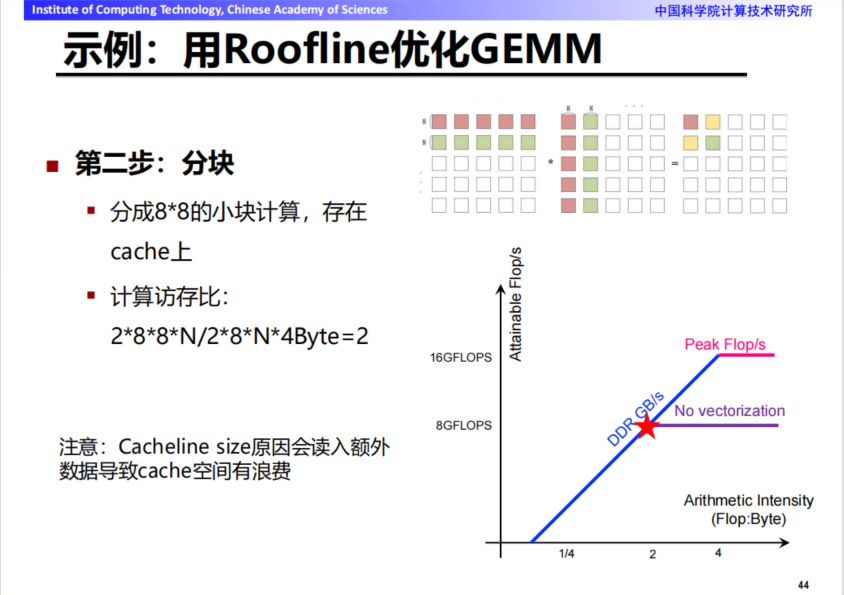 Institute of Computing Technology, Chinese Academy of Sciences
中国科学院计算技术研究所
示例：用Roofline优化GEMM
第二步：分块
分成8*8的小块计算，存在
cache上
计算访存比：
2*8*8*N/2*8*N*4Byte=2
注意：Cacheline size原因会读入额外
数据导致cache空间有浪费
8 8 . . .
8
8
* =
Attainable Flop/s
16GFLOPS
8GFLOPS
Peak Flop/s
DDR GB/s
No vectorization
Arithmetic Intensity
(Flop:Byte)
1/4 2 4
44